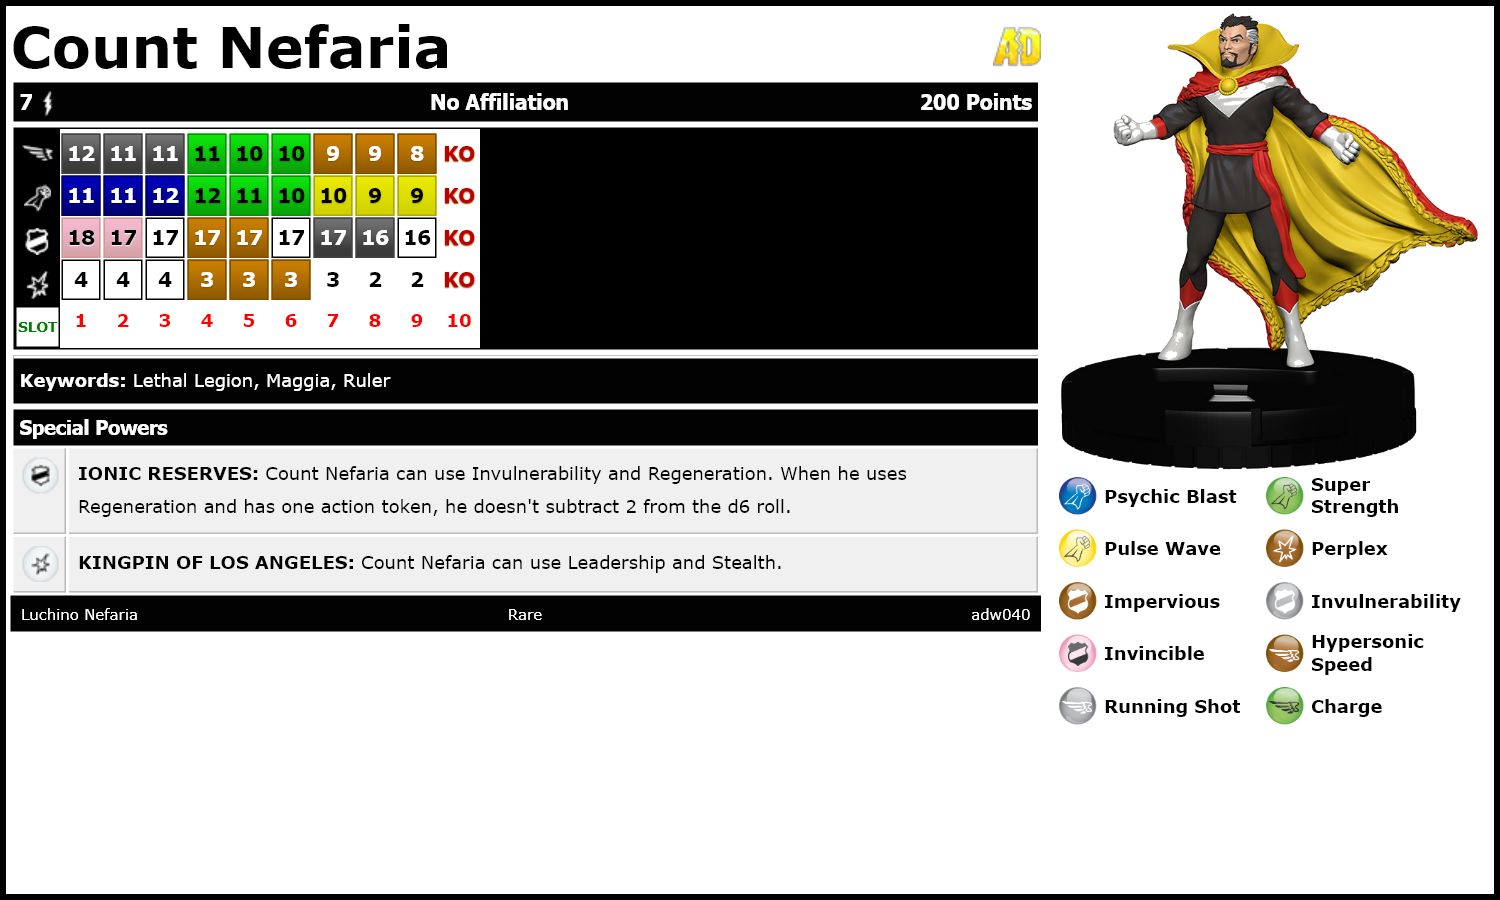 Count Nefaria
AD
7 No Affiliation 200 Points
12 11 11 11 10 10 9 9 8 KO
11 11 12 12 11 10 10 9 9 KO
18 17 17 17 17 17 17 16 16 KO
4 4 4 3 3 3 3 2 2 KO
SLOT 1 2 3 4 5 6 7 8 9 10
Keywords: Lethal Legion, Maggia, Ruler
Special Powers
IONIC RESERVES: Count Nefaria can use Invulnerability and Regeneration. When he uses
Regeneration and has one action token, he doesn't subtract 2 from the d6 roll.
KINGPIN OF LOS ANGELES: Count Nefaria can use Leadership and Stealth.
Luchino Nefaria Rare adw040
Psychic Blast
Super
Strength
Pulse Wave
Perplex
Impervious
Invulnerability
Invincible
Hypersonic
Speed
Running Shot
Charge